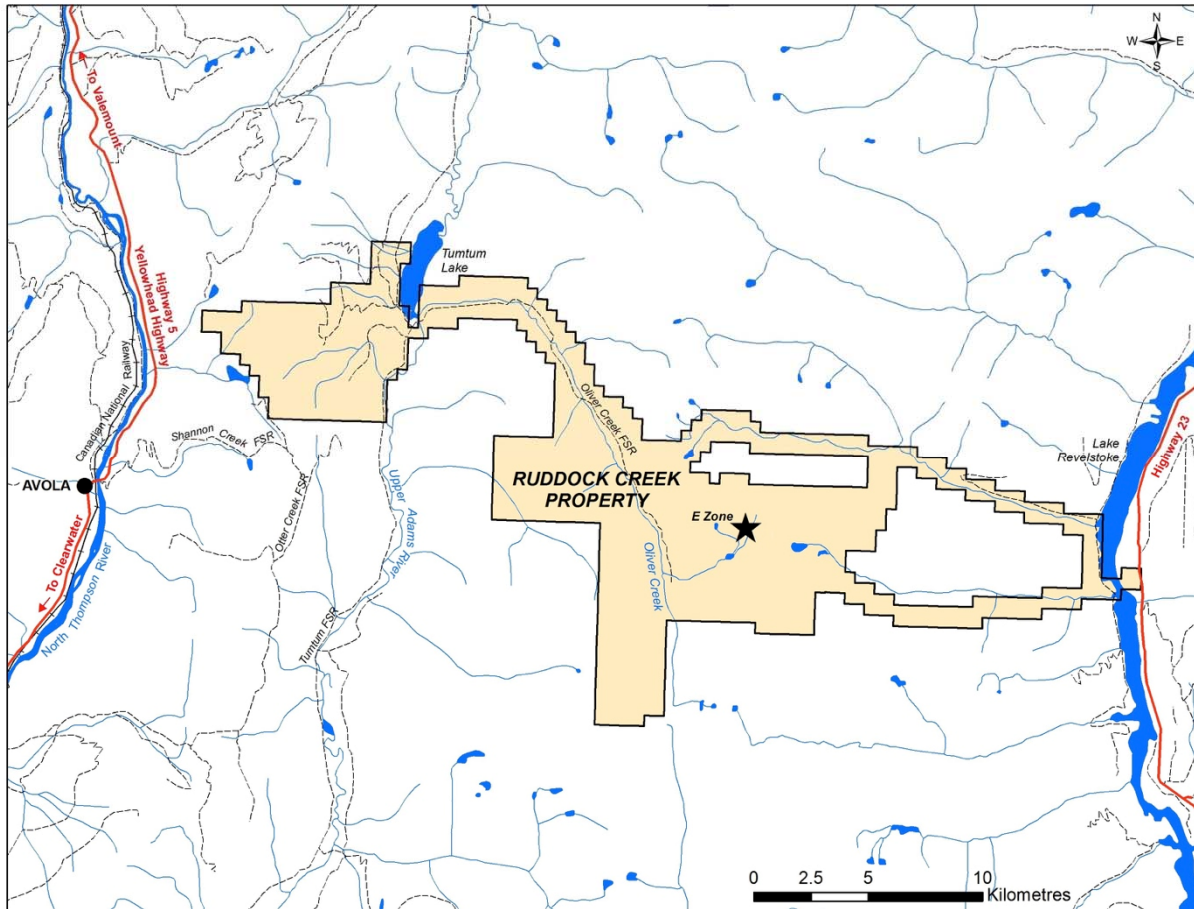 N
W E
S
To Valemount
Tumtum
Lake
Highway 5
Yellowhead Highway
Canadian National Railway
Shannon Creek FSR
Oliver Creek FSR
Lake
Revelstoke
Highway 23
AVOLA
RUDDOCK CREEK
PROPERTY
E Zone
Otter Creek FSR
Upper Adams River
Oliver Creek
To Clearwater
North Thompson River
Tumtum FSR
0 2.5 5 10
Kilometres